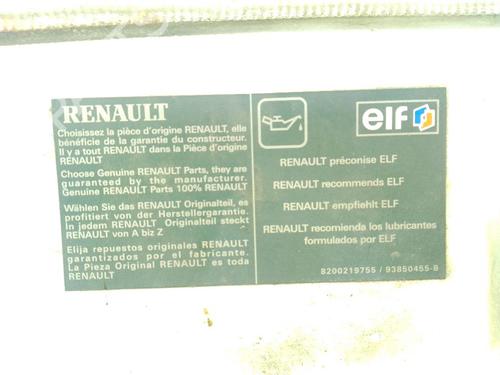 RENAULT
Choisissez la pièce d'origine RENAULT, elle
bénéficie de la garantie du constructeur.
Il y a tout RENAULT dans la Pièce d'origine
RENAULT
Choose Genuine RENAULT Parts, they are
guaranteed by the manufacturer.
Genuine RENAULT Parts 100% RENAULT
Wählen Sie das RENAULT Originalteil, es
profitiert von der Herstellergarantie.
In jedem RENAULT Originalteil steckt
RENAULT von A biz Z
Elija repuestos originales RENAULT
garantizados por el fabricante.
La Pieza Original RENAULT es toda
RENAULT
elf
RENAULT préconise ELF
RENAULT recommends ELF
RENAULT empfiehlt ELF
RENAULT recomienda los lubricantes
formulados por ELF
8200219755 / 93850455-B